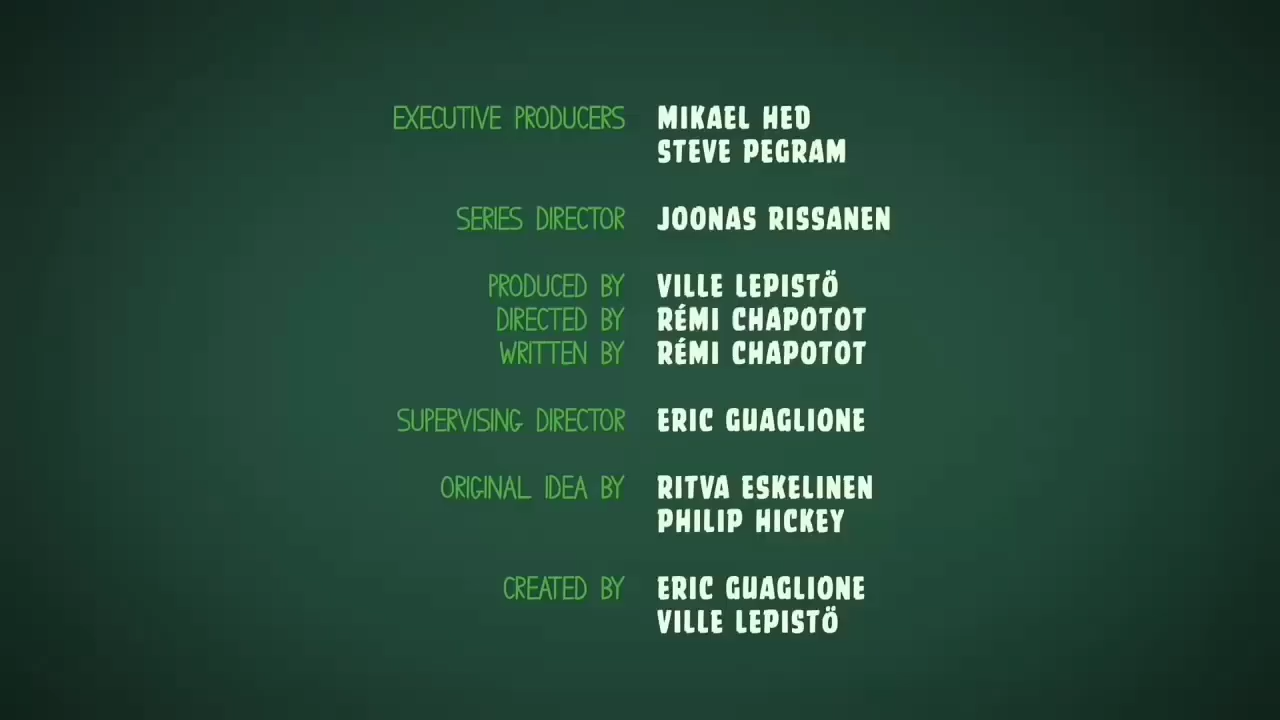 EXECUTIVE PRODUCERS MIKAEL HED
STEVE PEGRAM
SERIES DIRECTOR JOONAS RISSANEN
PRODUCED BY VILLE LEPISTÖ
DIRECTED BY RÉMI CHAPOTOT
WRITTEN BY RÉMI CHAPOTOT
SUPERVISING DIRECTOR ERIC GUAGLIONE
ORIGINAL IDEA BY RITVA ESKELINEN
PHILIP HICKEY
CREATED BY ERIC GUAGLIONE
VILLE LEPISTÖ